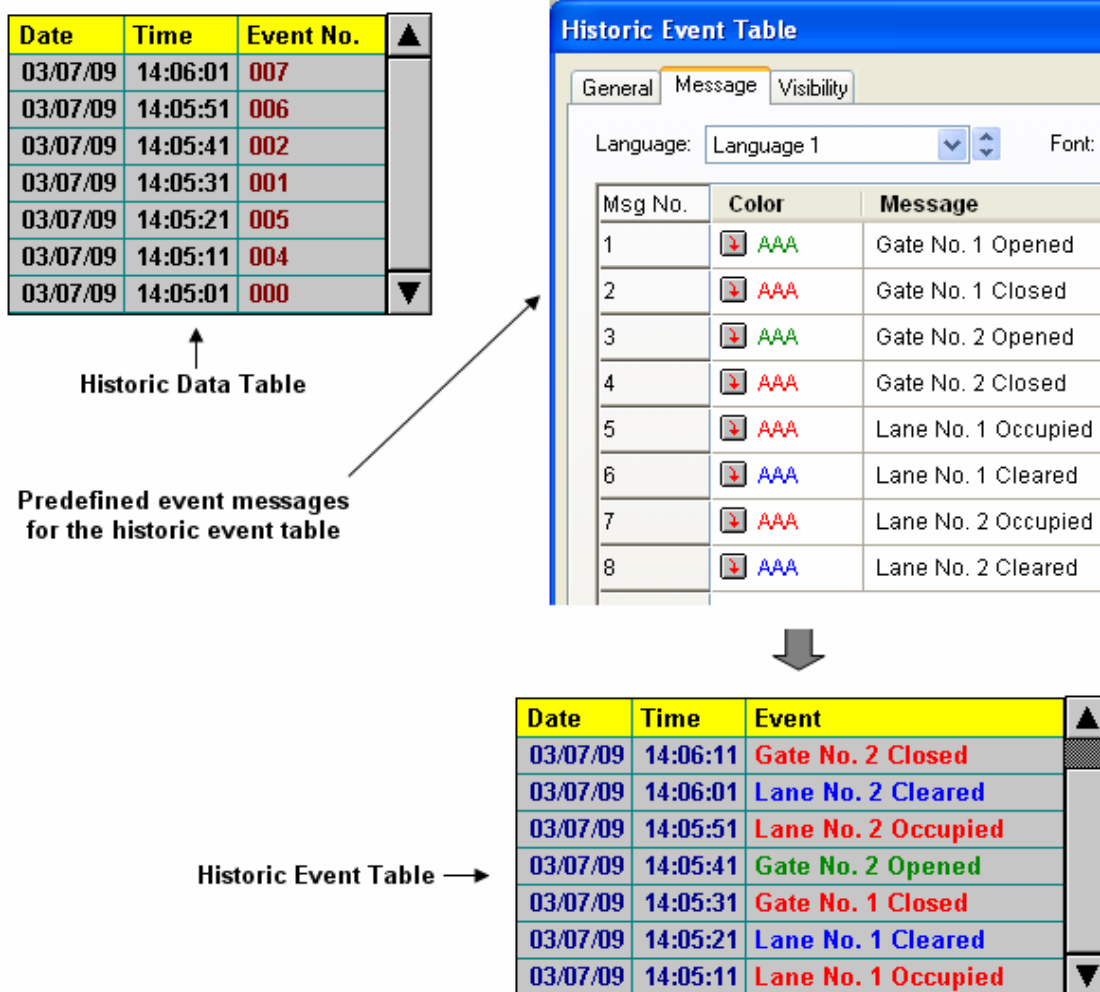 Date Time Event No.
03/07/09 14:06:01 007
03/07/09 14:05:51 006
03/07/09 14:05:41 002
03/07/09 14:05:31 001
03/07/09 14:05:21 005
03/07/09 14:05:11 004
03/07/09 14:05:01 000
Historic Data Table
Predefined event messages
for the historic event table
Historic Event Table
General Message Visibility
Language: Language 1 Font:
Msg No. Color Message
1 AAA Gate No. 1 Opened
2 AAA Gate No. 1 Closed
3 AAA Gate No. 2 Opened
4 AAA Gate No. 2 Closed
5 AAA Lane No. 1 Occupied
6 AAA Lane No. 1 Cleared
7 AAA Lane No. 2 Occupied
8 AAA Lane No. 2 Cleared
Historic Event Table
Date Time Event
03/07/09 14:06:11 Gate No. 2 Closed
03/07/09 14:06:01 Lane No. 2 Cleared
03/07/09 14:05:51 Lane No. 2 Occupied
03/07/09 14:05:41 Gate No. 2 Opened
03/07/09 14:05:31 Gate No. 1 Closed
03/07/09 14:05:21 Lane No. 1 Cleared
03/07/09 14:05:11 Lane No. 1 Occupied